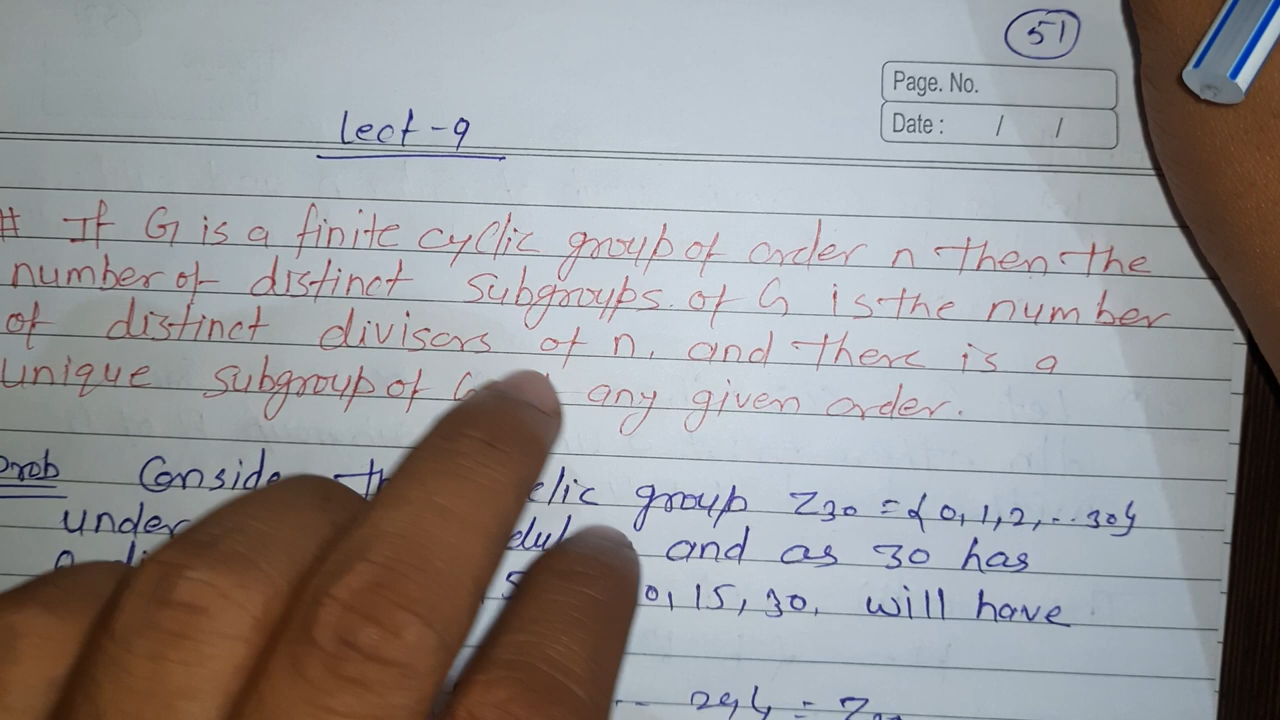 51
Page. No.
Date : / /
Lect-9
# If G is a finite cyclic group of order n then the
number of distinct subgroups of G is the number
of distinct divisors of n, and there is a
unique subgroup of G any given order.
Prob Conside group Z30 = {0,1,2,..30}
under and as 30 has
0, 15, 30, will have